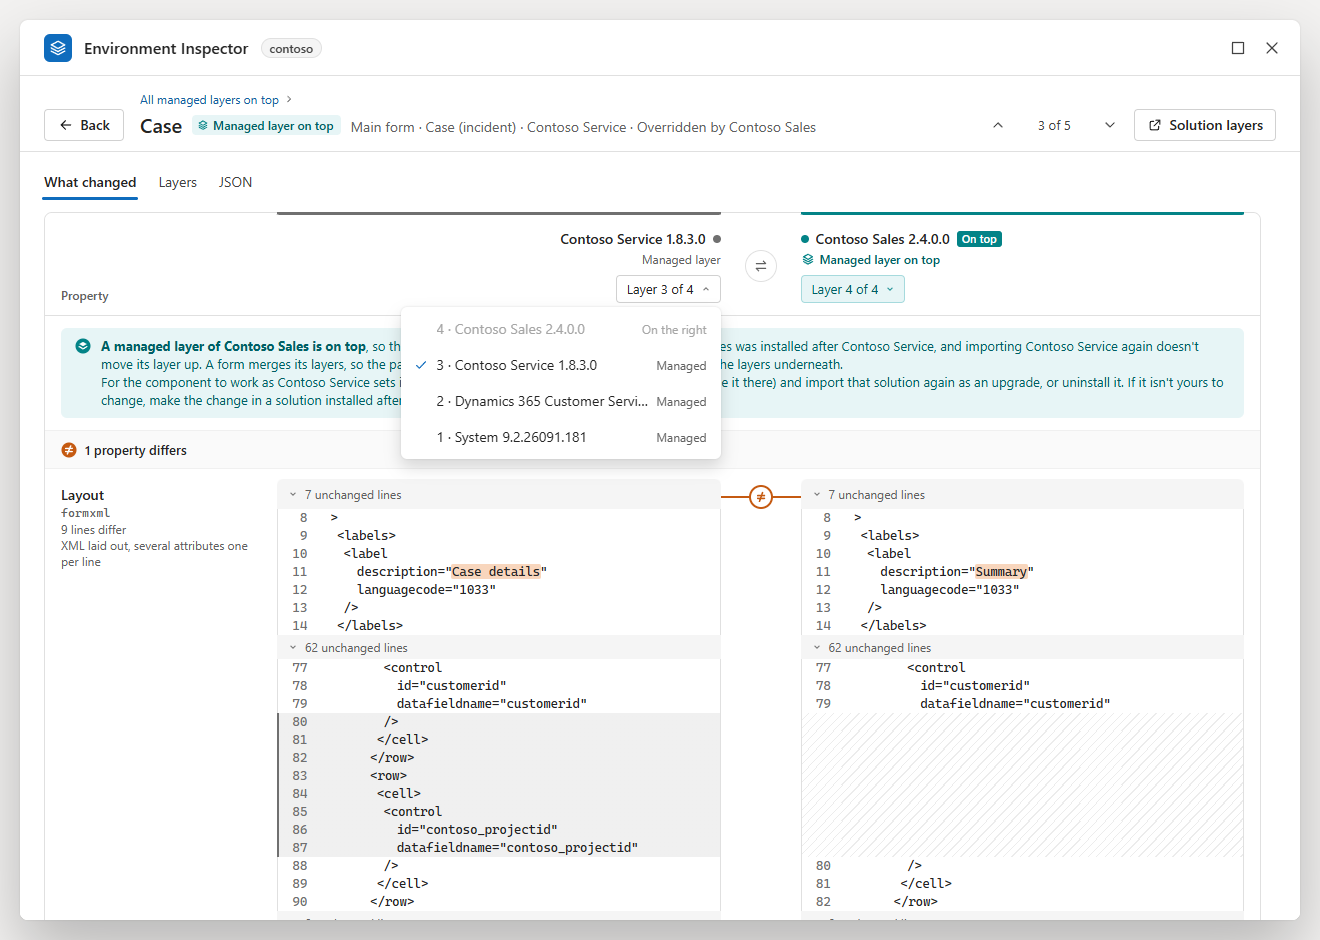 Environment Inspector contoso
All managed layers on top
Back
Case Managed layer on top Main form · Case (incident) · Contoso Service · Overridden by Contoso Sales
3 of 5
Solution layers
What changed Layers JSON
Property
Contoso Service 1.8.3.0
Managed layer
Layer 3 of 4
Contoso Sales 2.4.0.0 On top
Managed layer on top
Layer 4 of 4
4 · Contoso Sales 2.4.0.0 On the right
3 · Contoso Service 1.8.3.0 Managed
2 · Dynamics 365 Customer Servi... Managed
1 · System 9.2.26091.181 Managed
A managed layer of Contoso Sales is on top, so th
es was installed after Contoso Service, and importing Contoso Service again doesn't
move its layer up. A form merges its layers, so the pa
he layers underneath.
For the component to work as Contoso Service sets i
e it there) and import that solution again as an upgrade, or uninstall it. If it isn't yours to
change, make the change in a solution installed after
1 property differs
Layout
formxml
9 lines differ
XML laid out, several attributes one
per line
7 unchanged lines
8 >
9 <labels>
10 <label
11 description="Case details"
12 languagecode="1033"
13 />
14 </labels>
62 unchanged lines
77 <control
78 id="customerid"
79 datafieldname="customerid"
80 />
81 </cell>
82 </row>
83 <row>
84 <cell>
85 <control
86 id="contoso_projectid"
87 datafieldname="contoso_projectid"
88 />
89 </cell>
90 </row>
7 unchanged lines
8 >
9 <labels>
10 <label
11 description="Summary"
12 languagecode="1033"
13 />
14 </labels>
62 unchanged lines
77 <control
78 id="customerid"
79 datafieldname="customerid"
80 />
81 </cell>
82 </row>